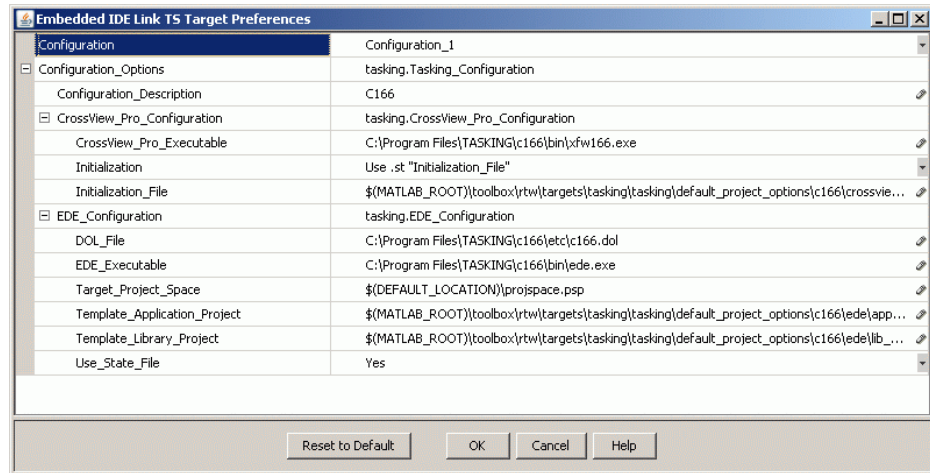 Embedded IDE Link TS Target Preferences
Configuration Configuration_1
Configuration_Options tasking.Tasking_Configuration
Configuration_Description C166
CrossView_Pro_Configuration tasking.CrossView_Pro_Configuration
CrossView_Pro_Executable C:\Program Files\TASKING\c166\bin\xfw166.exe
Initialization Use .st "Initialization_File"
Initialization_File $(MATLAB_ROOT)\toolbox\rtw\targets\tasking\tasking\default_project_options\c166\crossvie...
EDE_Configuration tasking.EDE_Configuration
DOL_File C:\Program Files\TASKING\c166\etc\c166.dol
EDE_Executable C:\Program Files\TASKING\c166\bin\ede.exe
Target_Project_Space $(DEFAULT_LOCATION)\projspace.psp
Template_Application_Project $(MATLAB_ROOT)\toolbox\rtw\targets\tasking\tasking\default_project_options\c166\ede\app...
Template_Library_Project $(MATLAB_ROOT)\toolbox\rtw\targets\tasking\tasking\default_project_options\c166\ede\lib_...
Use_State_File Yes
Reset to Default OK Cancel Help